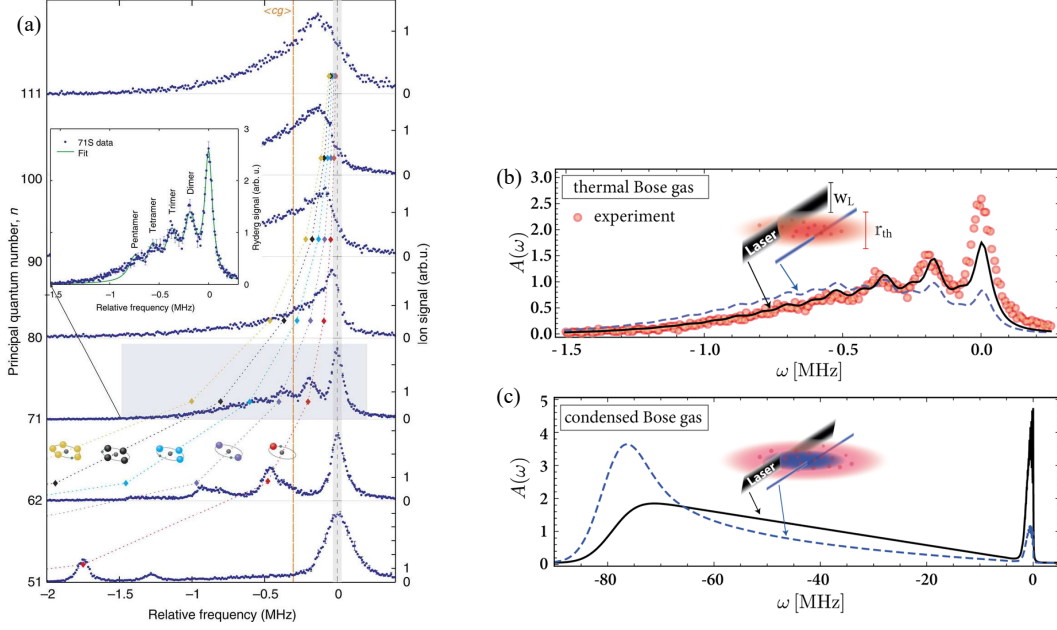 (a)
<cg>
111
100
90
80
71
62
51
Principal quantum number, n
1
0
1
0
1
0
1
0
1
0
1
0
1
0
Ion signal (arb.u.)
71S data
Fit
Pentamer
Tetramer
Trimer
Dimer
3
2
1
0
Ryderg signal (arb. u.)
−1.5
−1
−0.5
0
Relative frequency (MHz)
−2
−1.5
−1
−0.5
0
Relative frequency (MHz)
(b)
thermal Bose gas
experiment
Laser
wL
rth
A(ω)
3.0
2.5
2.0
1.5
1.0
0.5
0.0
-1.5
-1.0
-0.5
0.0
ω [MHz]
(c)
condensed Bose gas
Laser
A(ω)
5
4
3
2
1
0
-80
-60
-40
-20
0
ω [MHz]